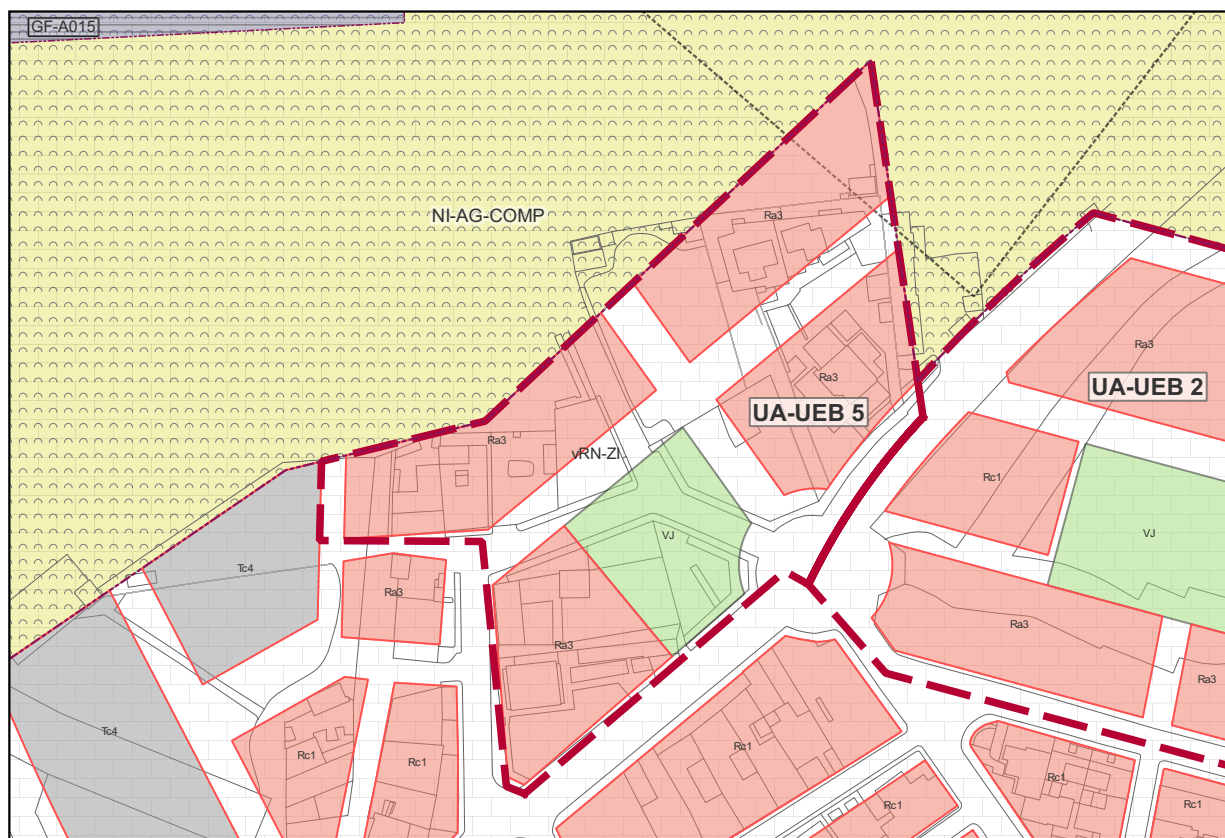 GF-A015
NI-AG-COMP
Ra3
Ra3
Ra3
UA-UEB 2
UA-UEB 5
Ra3
vRN-ZI
Rc1
VJ
VJ
Tc4
Ra3
Ra3
Ra3
Ra3
Tc4
Rc1
Rc1
Rc1
Rc1
Rc1
Rc1